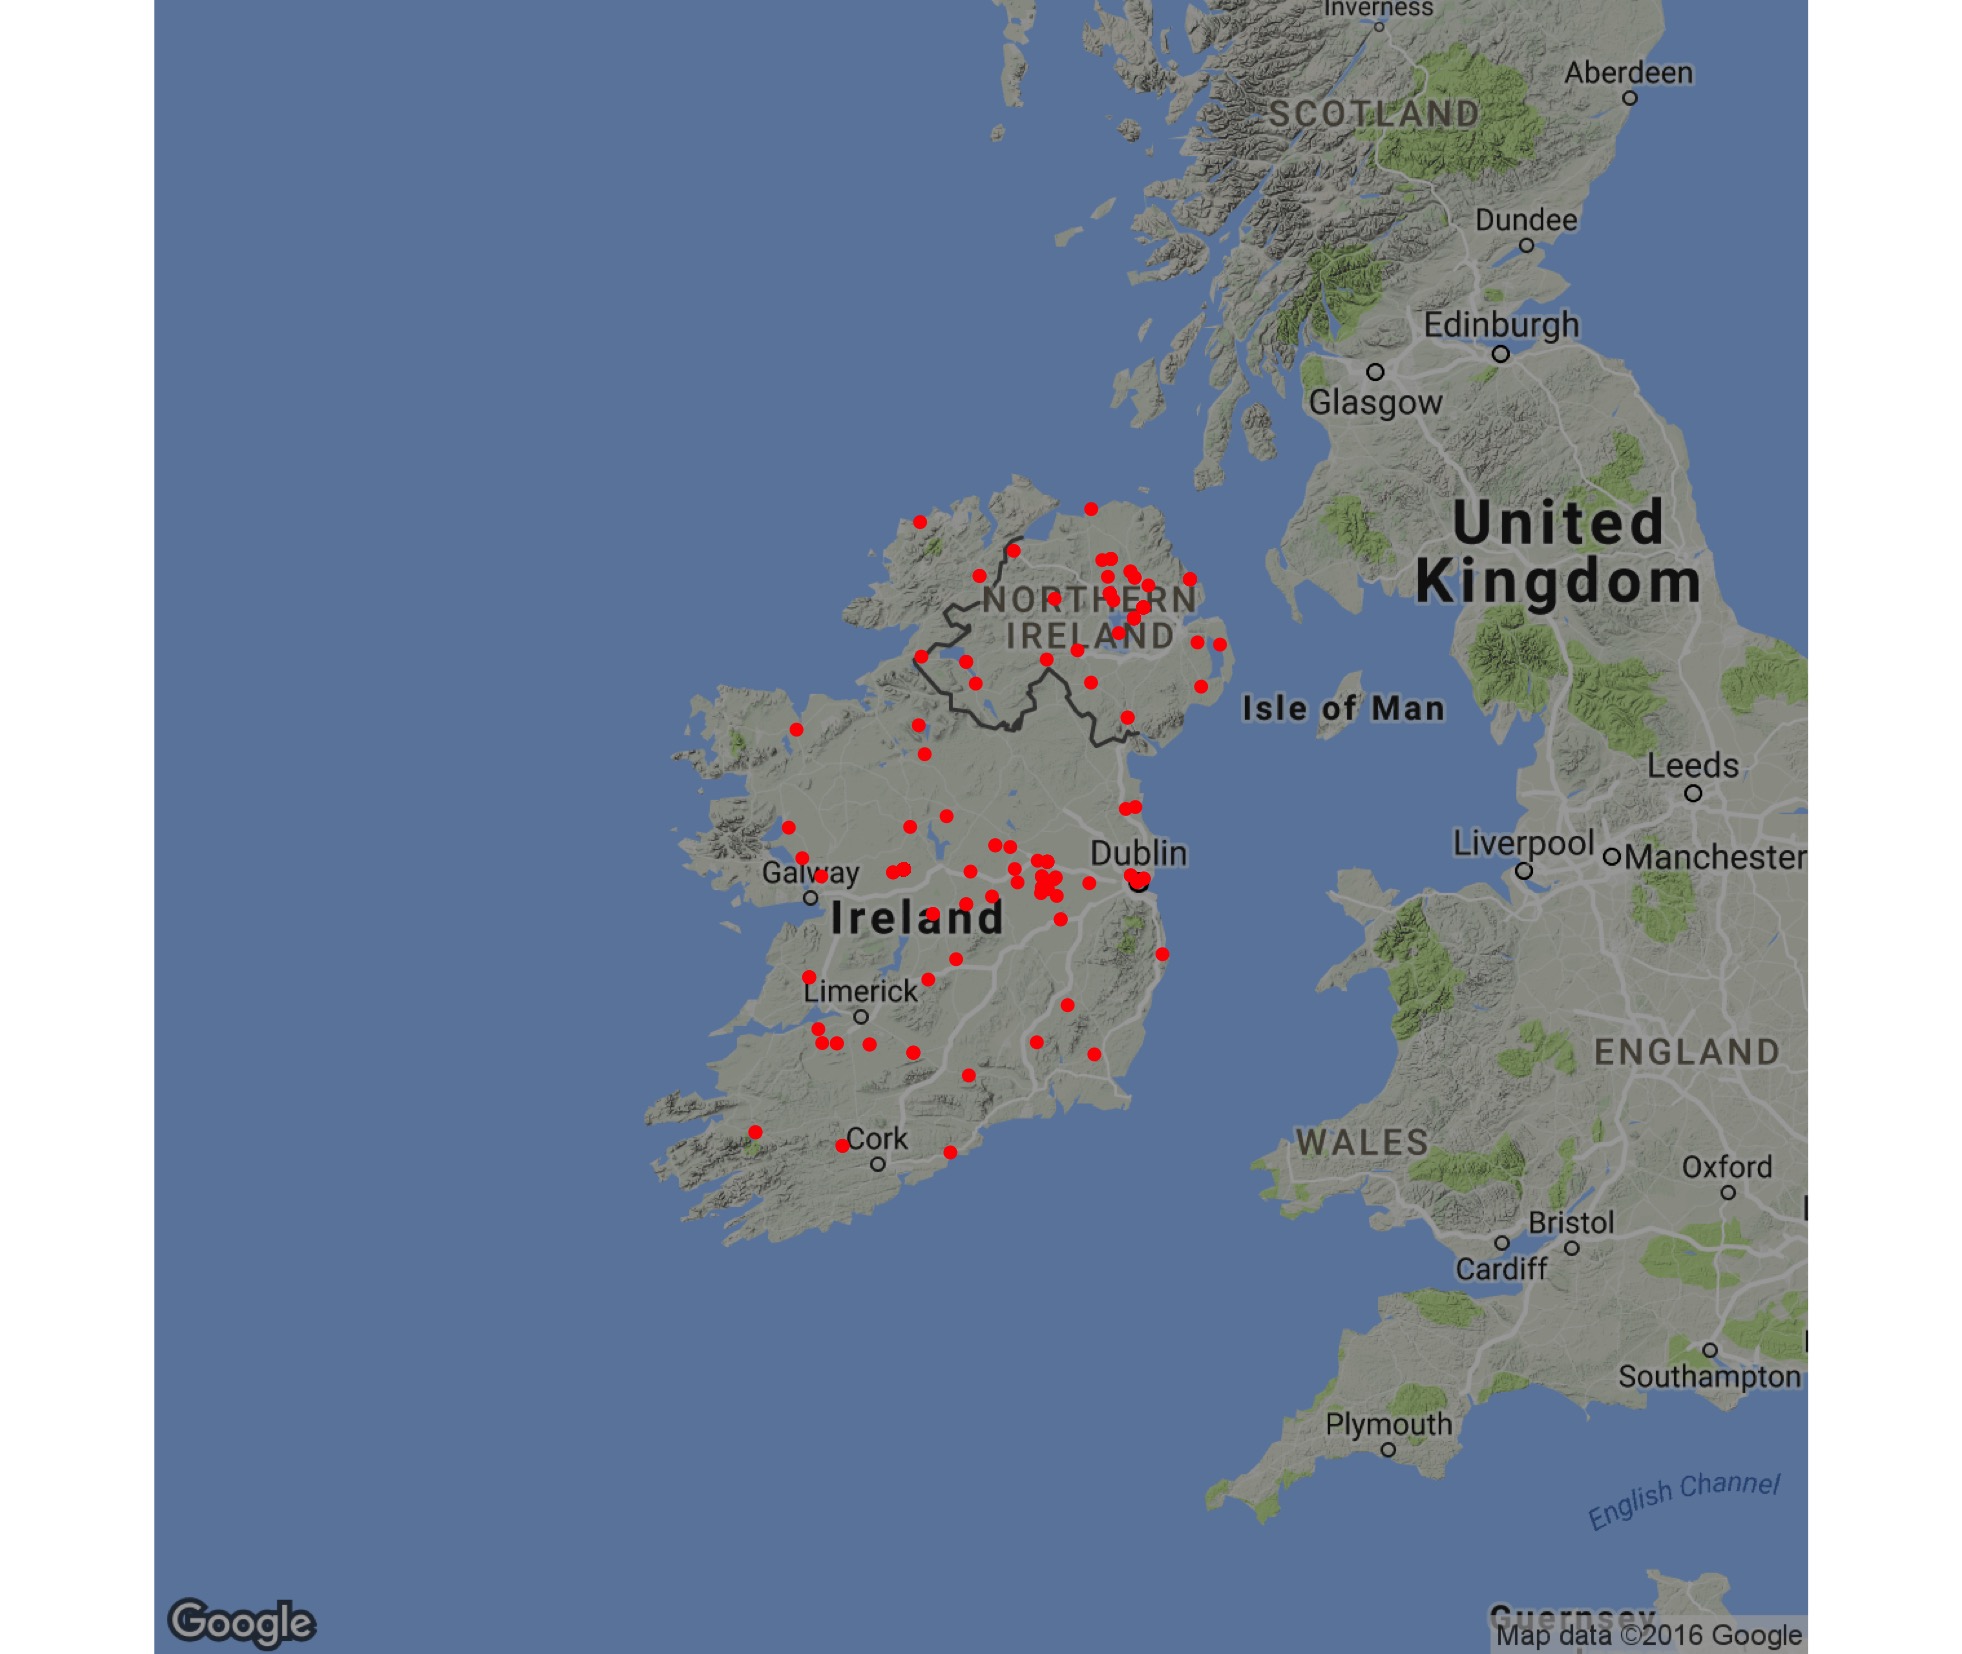 Inverness
Aberdeen
SCOTLAND
Dundee
Edinburgh
Glasgow
United
Kingdom
NORTHERN
IRELAND
Isle of Man
Leeds
Liverpool
Manchester
Dublin
Galway
Ireland
Limerick
ENGLAND
Cork
WALES
Oxford
Bristol
Cardiff
Southampton
Plymouth
English Channel
Guernsey
Google
Map data ©2016 Google